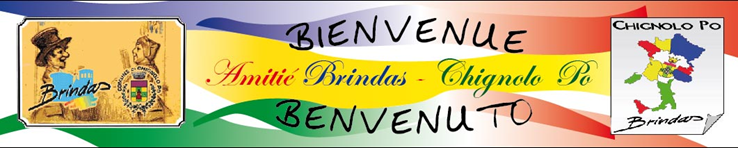 BIENVENUE
Amitié Brindas - Chignolo Po
BENVENUTO
Brindas
CHIGNOLO PO
Brindas